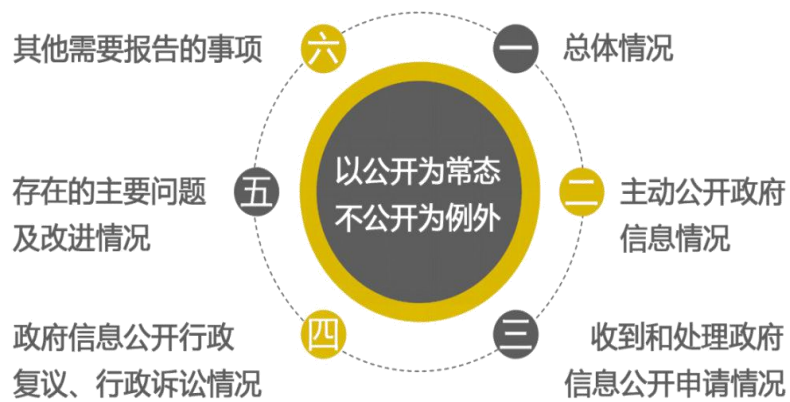 以公开为常态
不公开为例外
一
总体情况
二
主动公开政府
信息情况
三
收到和处理政府
信息公开申请情况
四
政府信息公开行政
复议、行政诉讼情况
五
存在的主要问题
及改进情况
六
其他需要报告的事项